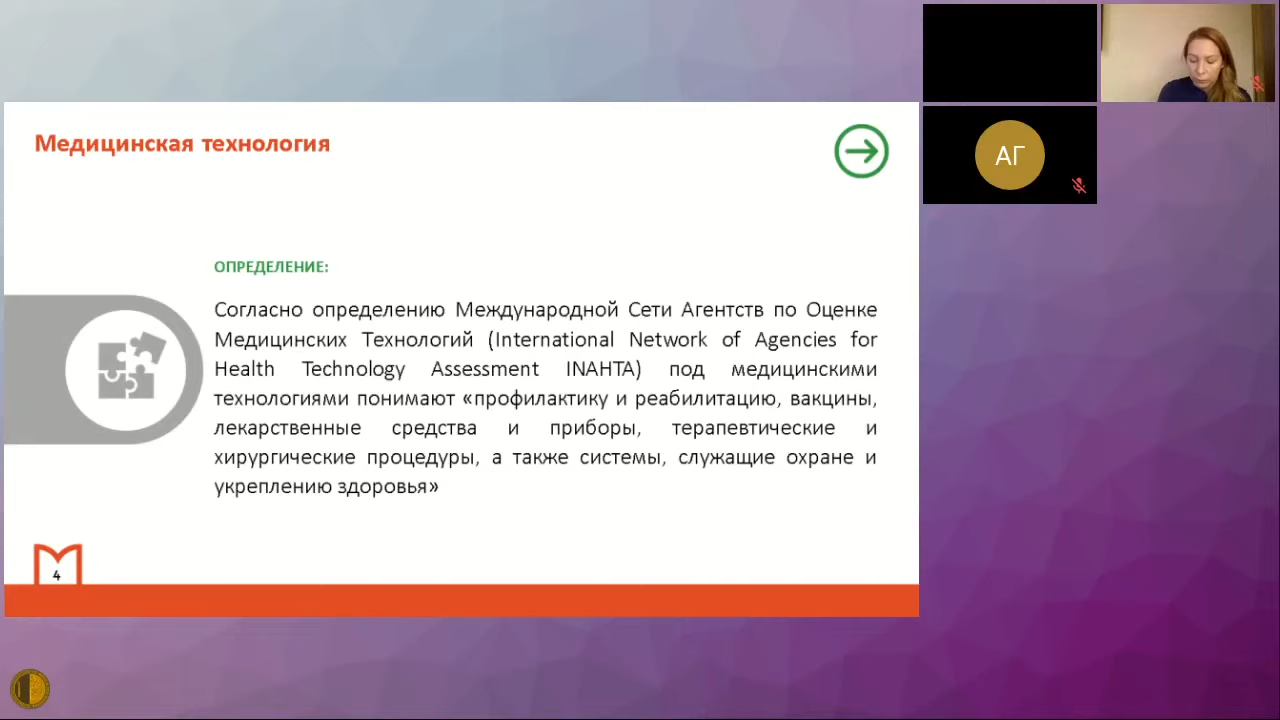 Медицинская технология
ОПРЕДЕЛЕНИЕ:
Согласно определению Международной Сети Агентств по Оценке
Медицинских Технологий (International Network of Agencies for
Health Technology Assessment INAHTA) под медицинскими
технологиями понимают «профилактику и реабилитацию, вакцины,
лекарственные средства и приборы, терапевтические и
хирургические процедуры, а также системы, служащие охране и
укреплению здоровья»
4
АГ